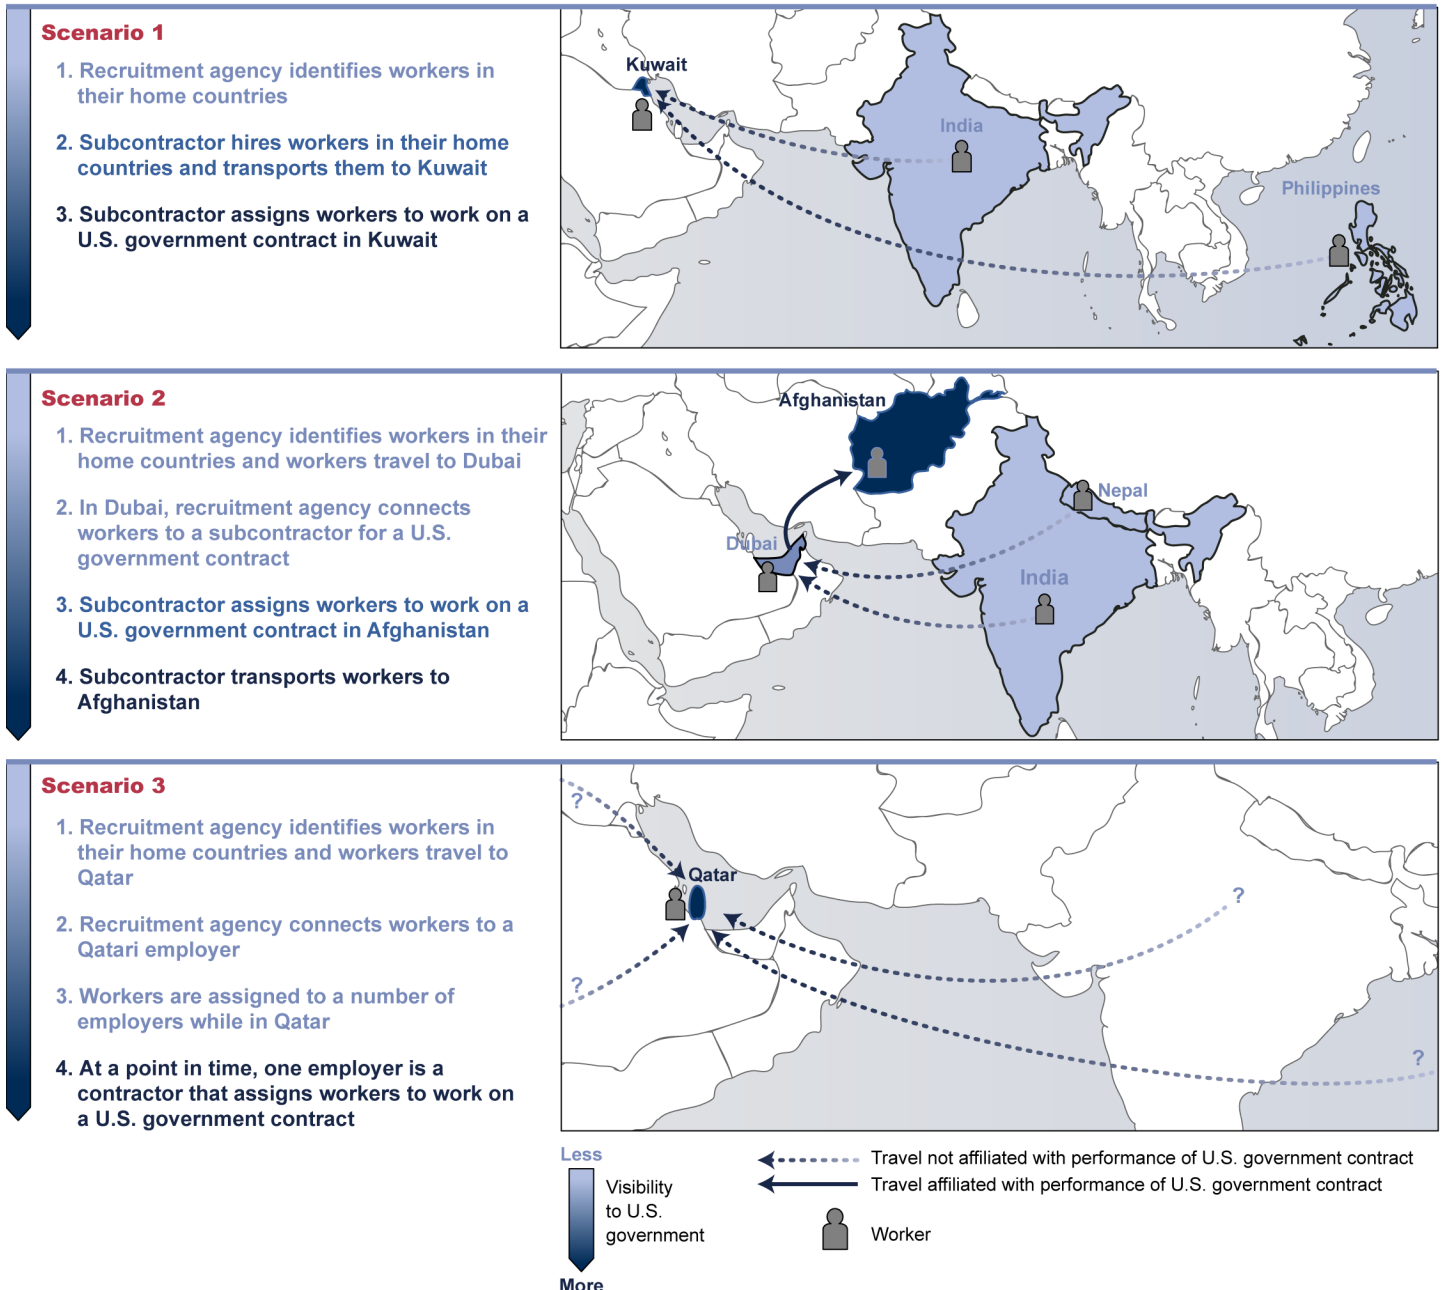 Scenario 1
1. Recruitment agency identifies workers in
their home countries
2. Subcontractor hires workers in their home
countries and transports them to Kuwait
3. Subcontractor assigns workers to work on a
U.S. government contract in Kuwait
Kuwait
India
Philippines
Scenario 2
1. Recruitment agency identifies workers in their
home countries and workers travel to Dubai
2. In Dubai, recruitment agency connects
workers to a subcontractor for a U.S.
government contract
3. Subcontractor assigns workers to work on a
U.S. government contract in Afghanistan
4. Subcontractor transports workers to
Afghanistan
Afghanistan
Nepal
Dubai
India
Scenario 3
1. Recruitment agency identifies workers in
their home countries and workers travel to
Qatar
2. Recruitment agency connects workers to a
Qatari employer
3. Workers are assigned to a number of
employers while in Qatar
4. At a point in time, one employer is a
contractor that assigns workers to work on
a U.S. government contract
?
Qatar
?
?
?
Less
Visibility
to U.S.
government
More
Travel not affiliated with performance of U.S. government contract
Travel affiliated with performance of U.S. government contract
Worker